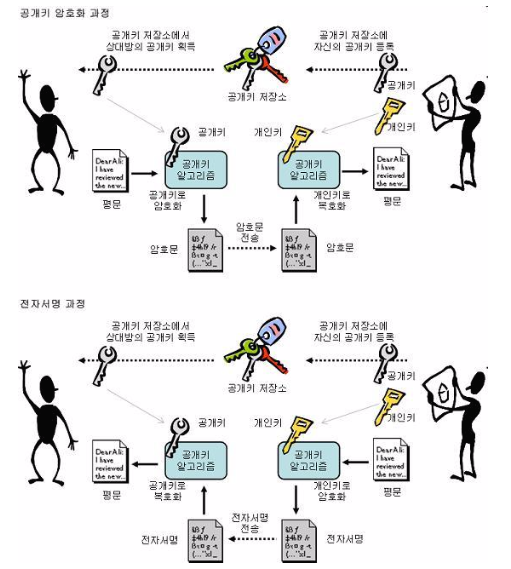 공개키 암호화 과정
공개키 저장소에서
상대방의 공개키 획득
공개키 저장소에
자신의 공개키 등록
공개키 저장소
공개키
개인키
공개키
개인키
DearAli:
I have
reviewed
the new...
평문
공개키
알고리즘
공개키로
암호화
공개키
알고리즘
개인키로
복호화
DearAli:
I have
reviewed
the new...
평문
암호문
암호문
전송
암호문
전자서명 과정
공개키 저장소에서
상대방의 공개키 획득
공개키 저장소에
자신의 공개키 등록
공개키 저장소
공개키
개인키
공개키
개인키
DearAli:
I have
reviewed
the new...
평문
공개키
알고리즘
공개키로
복호화
공개키
알고리즘
개인키로
암호화
DearAli:
I have
reviewed
the new...
평문
전자서명
전자서명
전송
전자서명